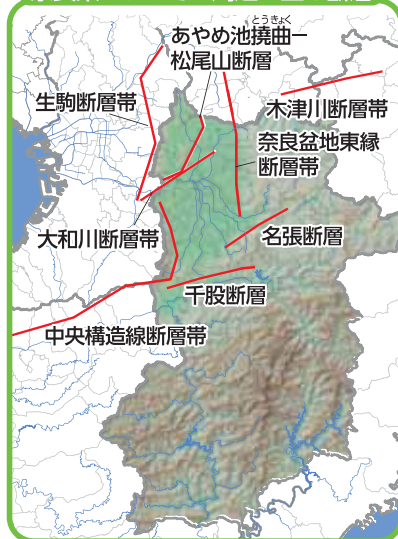 とうきょく
あやめ池撓曲ー
松尾山断層
生駒断層帯
木津川断層帯
奈良盆地東縁
断層帯
大和川断層帯
名張断層
千股断層
中央構造線断層帯